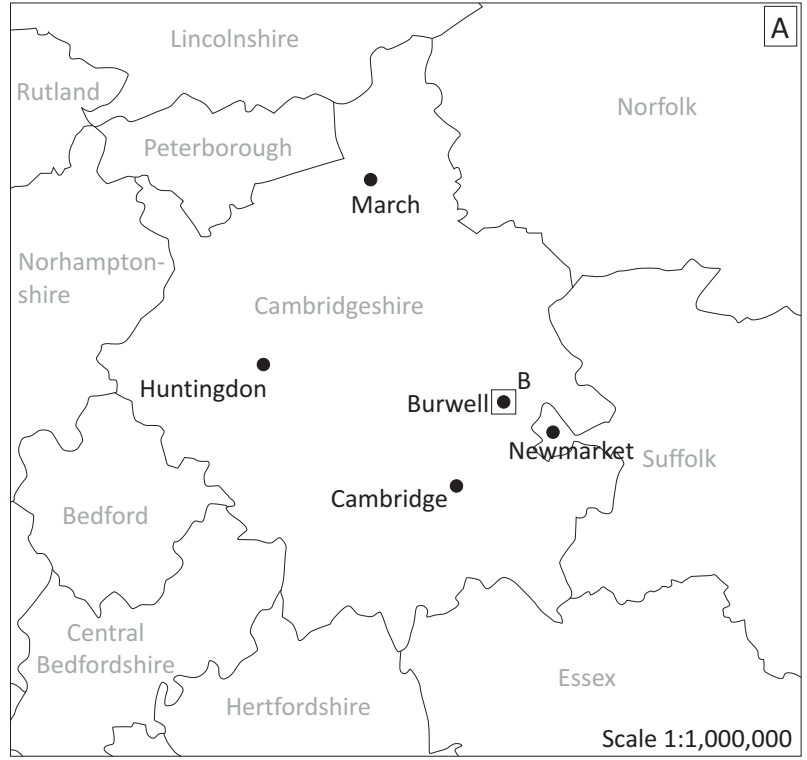 A
Lincolnshire
Rutland
Norfolk
Peterborough
March
Norhampton-
shire
Cambridgeshire
Huntingdon
B
Burwell
Newmarket
Suffolk
Cambridge
Bedford
Central
Bedfordshire
Essex
Hertfordshire
Scale 1:1,000,000